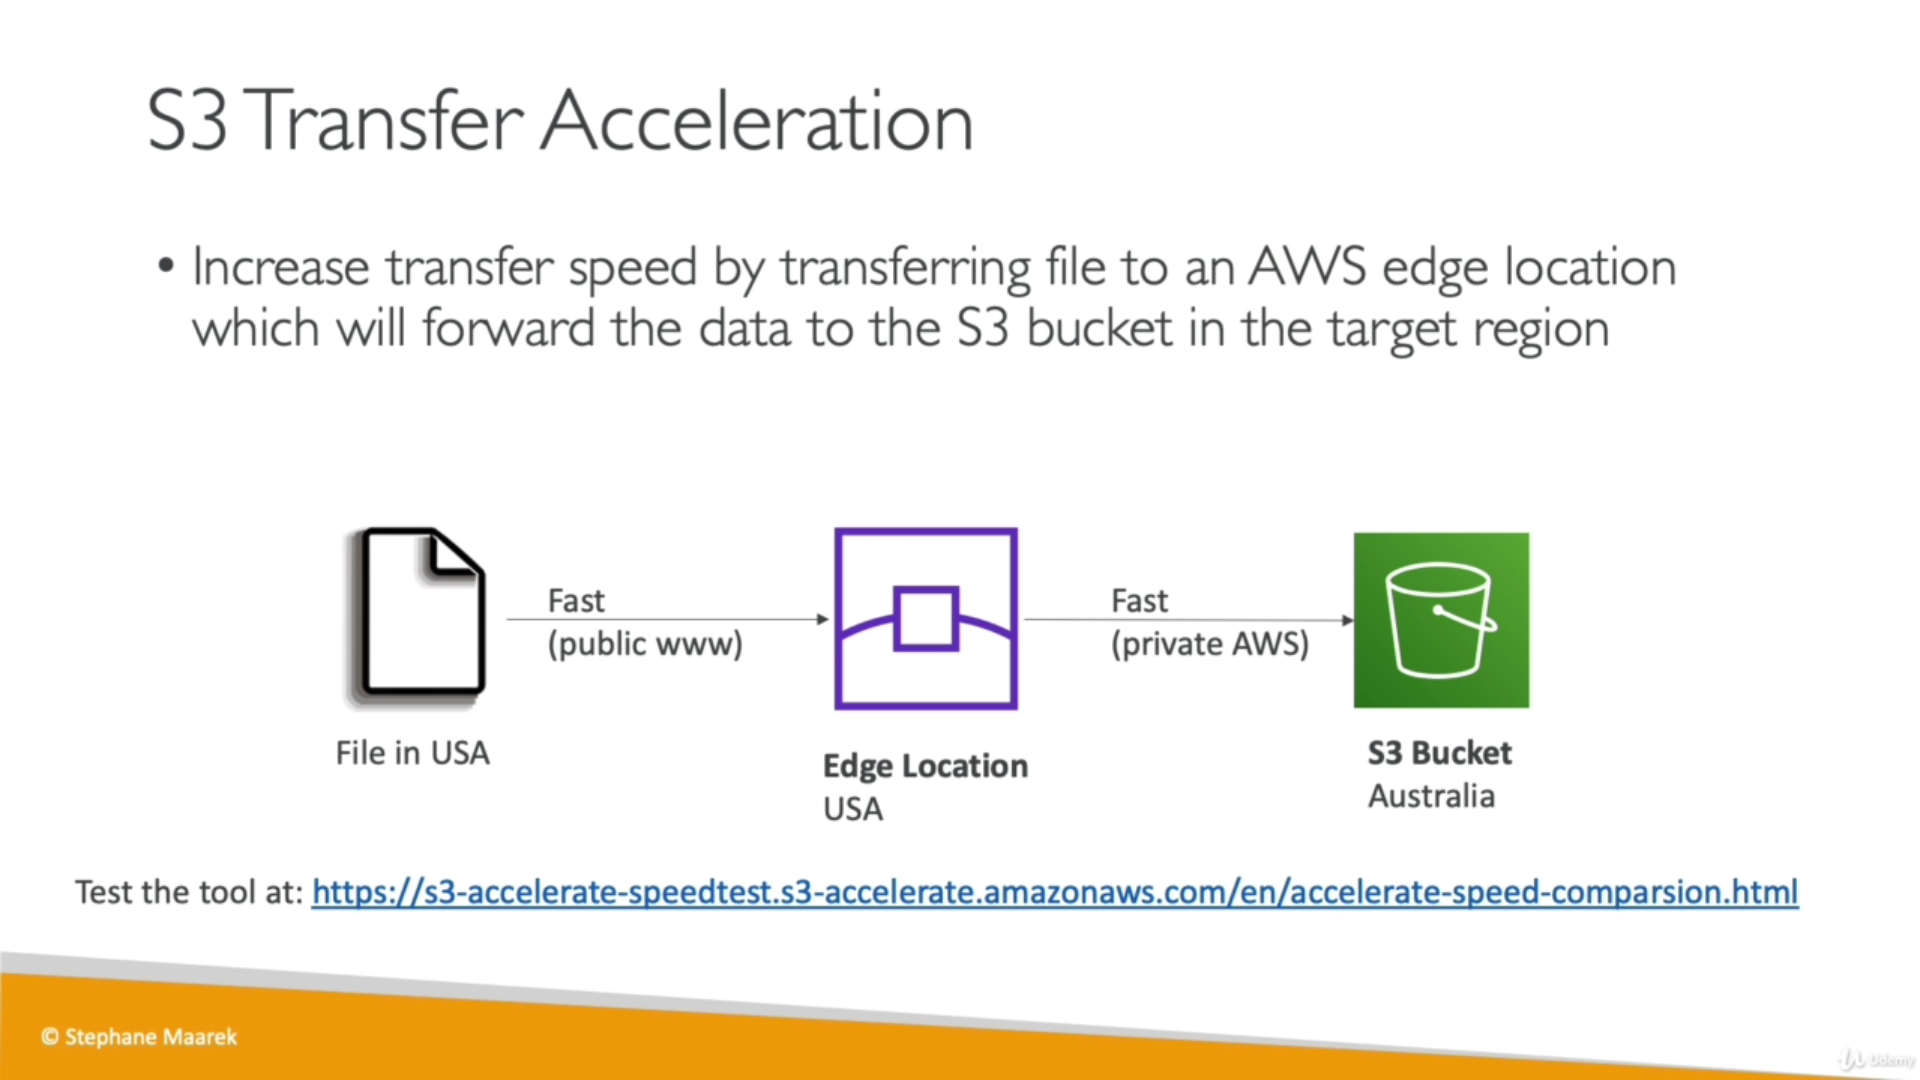 S3 Transfer Acceleration
• Increase transfer speed by transferring file to an AWS edge location
which will forward the data to the S3 bucket in the target region
Fast
(public www)
Fast
(private AWS)
File in USA
Edge Location
USA
S3 Bucket
Australia
Test the tool at: https://s3-accelerate-speedtest.s3-accelerate.amazonaws.com/en/accelerate-speed-comparsion.html
© Stephane Maarek
Udemy